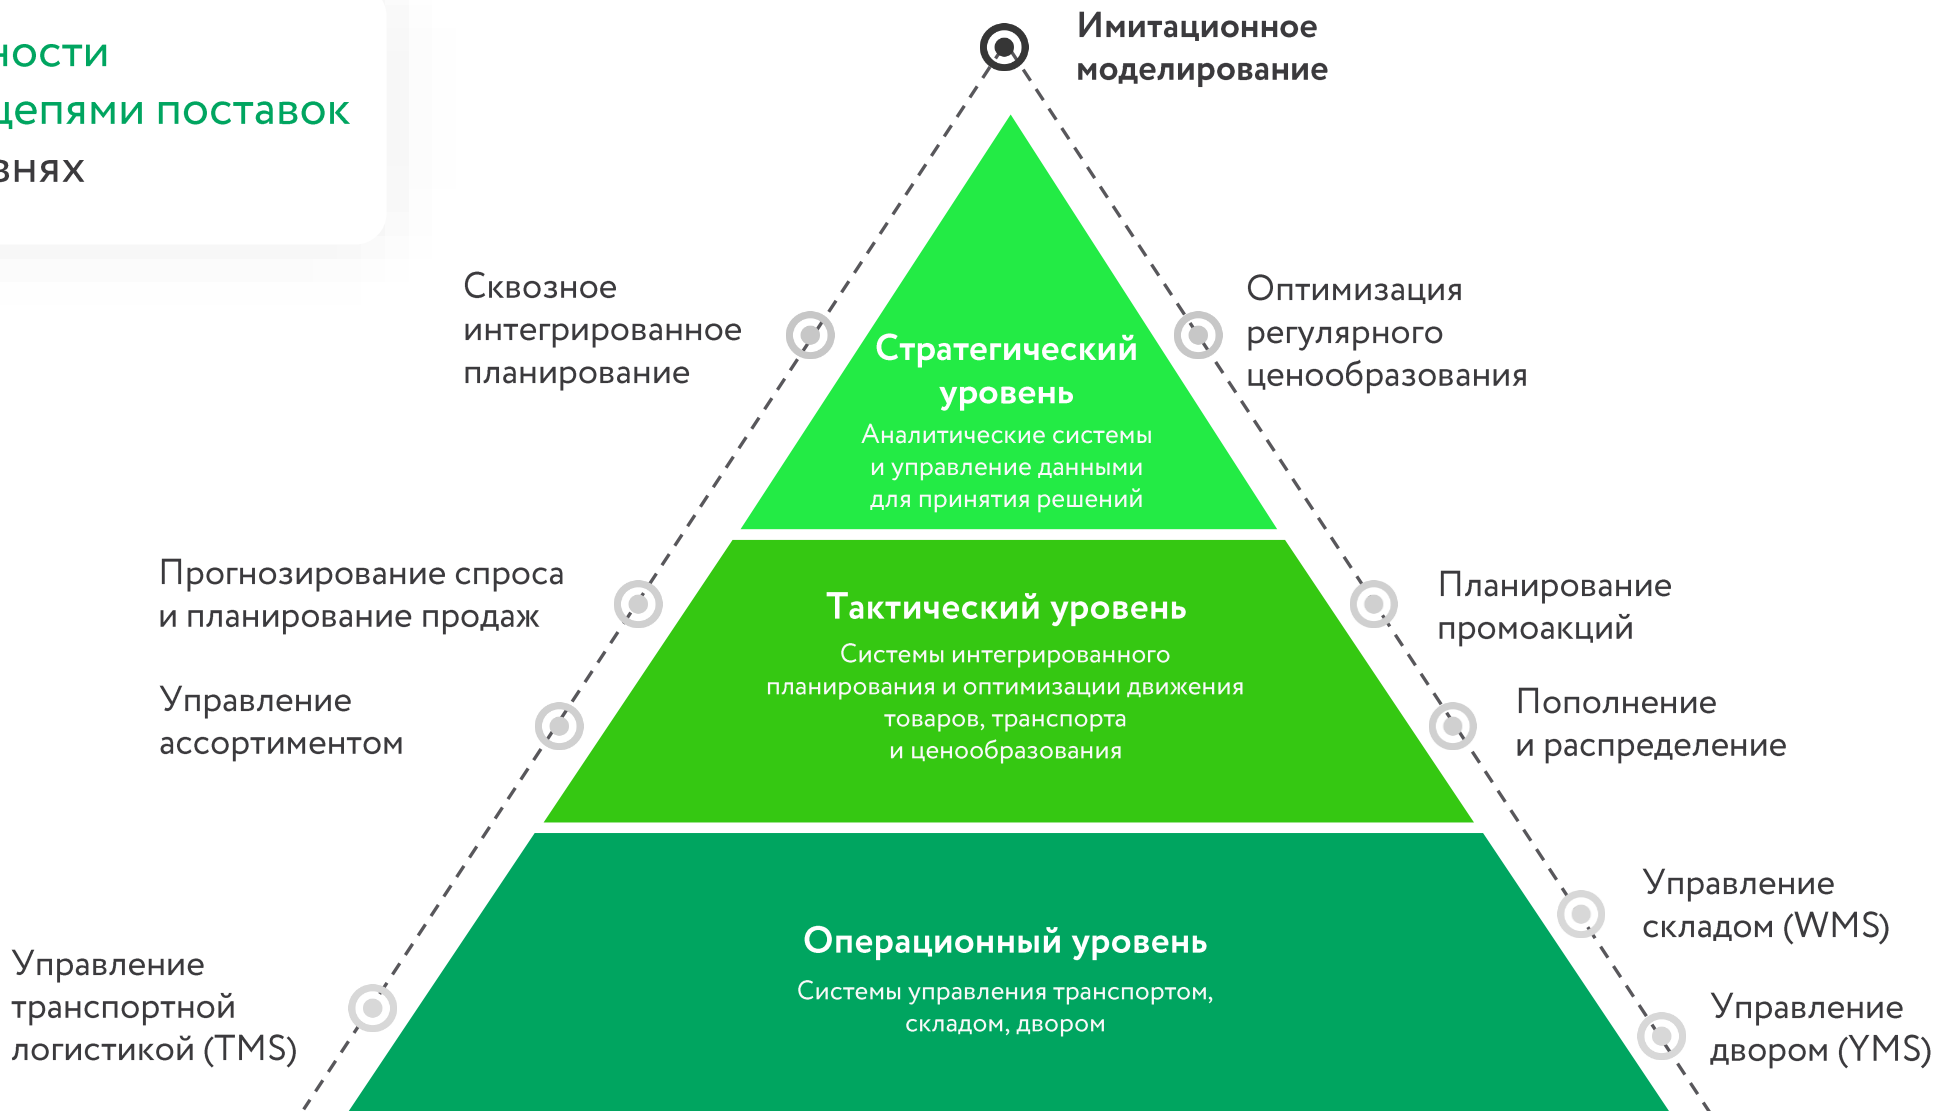 ности
цепями поставок
внях
Имитационное
моделирование
Сквозное
интегрированное
планирование
Оптимизация
регулярного
ценообразования
Стратегический
уровень
Аналитические системы
и управление данными
для принятия решений
Прогнозирование спроса
и планирование продаж
Управление
ассортиментом
Тактический уровень
Системы интегрированного
планирования и оптимизации движения
товаров, транспорта
и ценообразования
Планирование
промоакций
Пополнение
и распределение
Операционный уровень
Системы управления транспортом,
складом, двором
Управление
транспортной
логистикой (TMS)
Управление
складом (WMS)
Управление
двором (YMS)